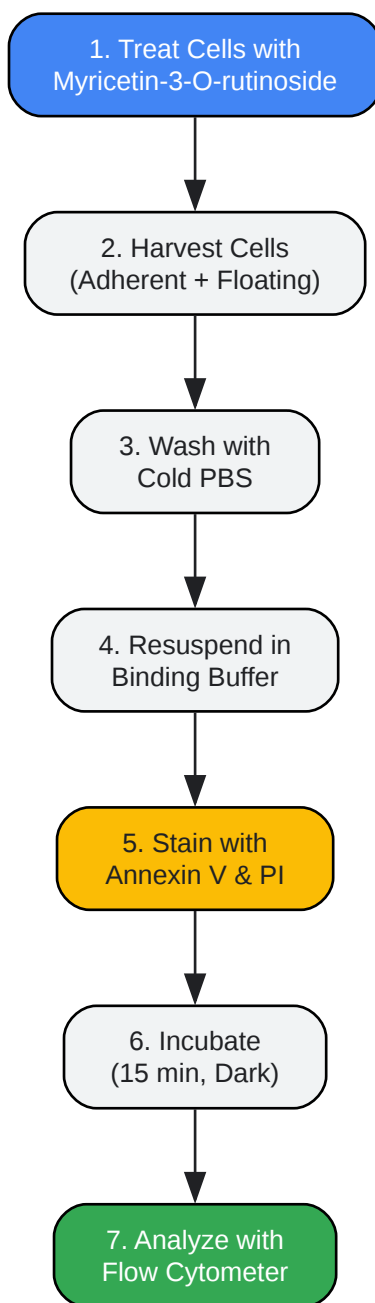 1. Treat Cells with
Myricetin-3-O-rutinoside
2. Harvest Cells
(Adherent + Floating)
3. Wash with
Cold PBS
4. Resuspend in
Binding Buffer
5. Stain with
Annexin V & PI
6. Incubate
(15 min, Dark)
7. Analyze with
Flow Cytometer